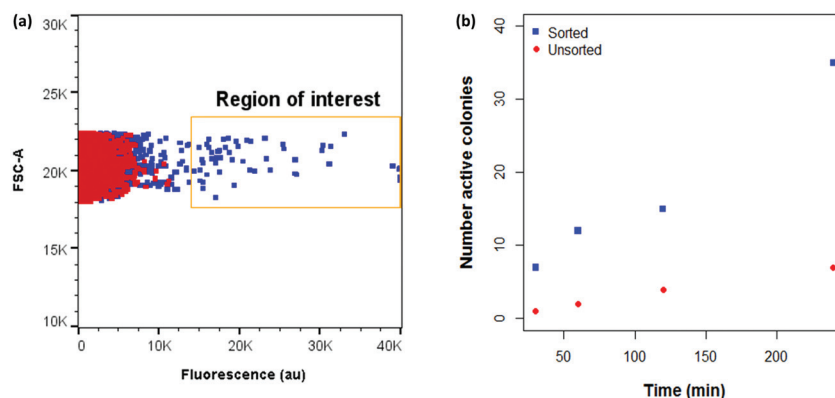 (a)
30K
25K
20K
15K
10K
FSC-A
Region of interest
0
10K
20K
30K
40K
Fluorescence (au)
(b)
40
30
20
10
0
Number active colonies
Sorted
Unsorted
50
100
150
200
Time (min)